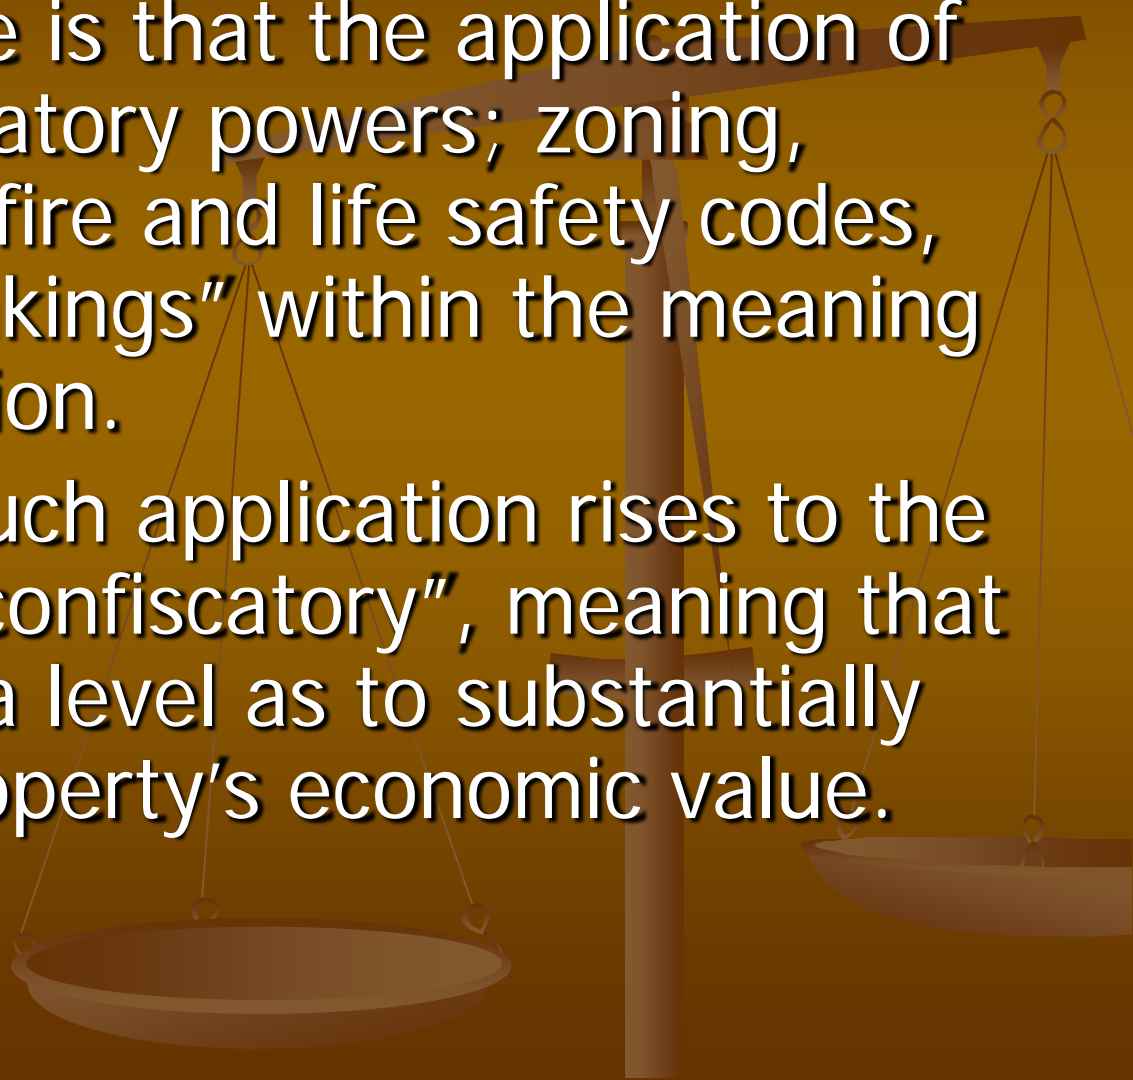 e is that the application of
atory powers; zoning,
fire and life safety codes,
kings” within the meaning
ion.
uch application rises to the
confiscatory”, meaning that
a level as to substantially
operty’s economic value.